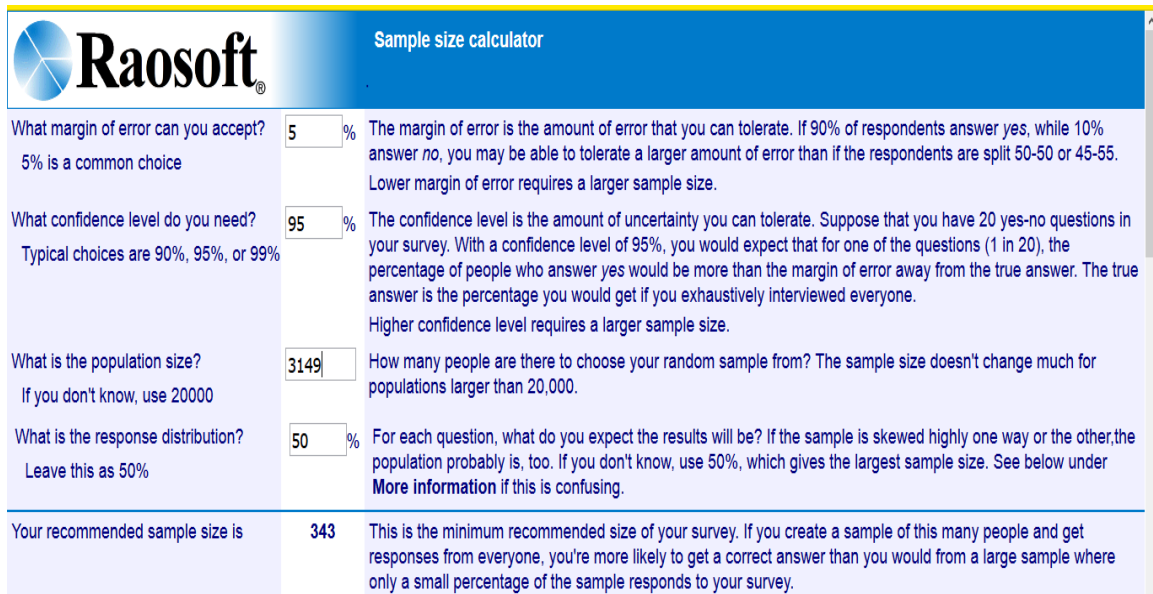 Raosoft®
Sample size calculator
.
What margin of error can you accept?
5% is a common choice
5 %
The margin of error is the amount of error that you can tolerate. If 90% of respondents answer yes, while 10%
answer no, you may be able to tolerate a larger amount of error than if the respondents are split 50-50 or 45-55.
Lower margin of error requires a larger sample size.
What confidence level do you need?
Typical choices are 90%, 95%, or 99%
95 %
The confidence level is the amount of uncertainty you can tolerate. Suppose that you have 20 yes-no questions in
your survey. With a confidence level of 95%, you would expect that for one of the questions (1 in 20), the
percentage of people who answer yes would be more than the margin of error away from the true answer. The true
answer is the percentage you would get if you exhaustively interviewed everyone.
Higher confidence level requires a larger sample size.
What is the population size?
If you don't know, use 20000
3149
How many people are there to choose your random sample from? The sample size doesn't change much for
populations larger than 20,000.
What is the response distribution?
Leave this as 50%
50 %
For each question, what do you expect the results will be? If the sample is skewed highly one way or the other,the
population probably is, too. If you don't know, use 50%, which gives the largest sample size. See below under
More information if this is confusing.
Your recommended sample size is
343
This is the minimum recommended size of your survey. If you create a sample of this many people and get
responses from everyone, you're more likely to get a correct answer than you would from a large sample where
only a small percentage of the sample responds to your survey.